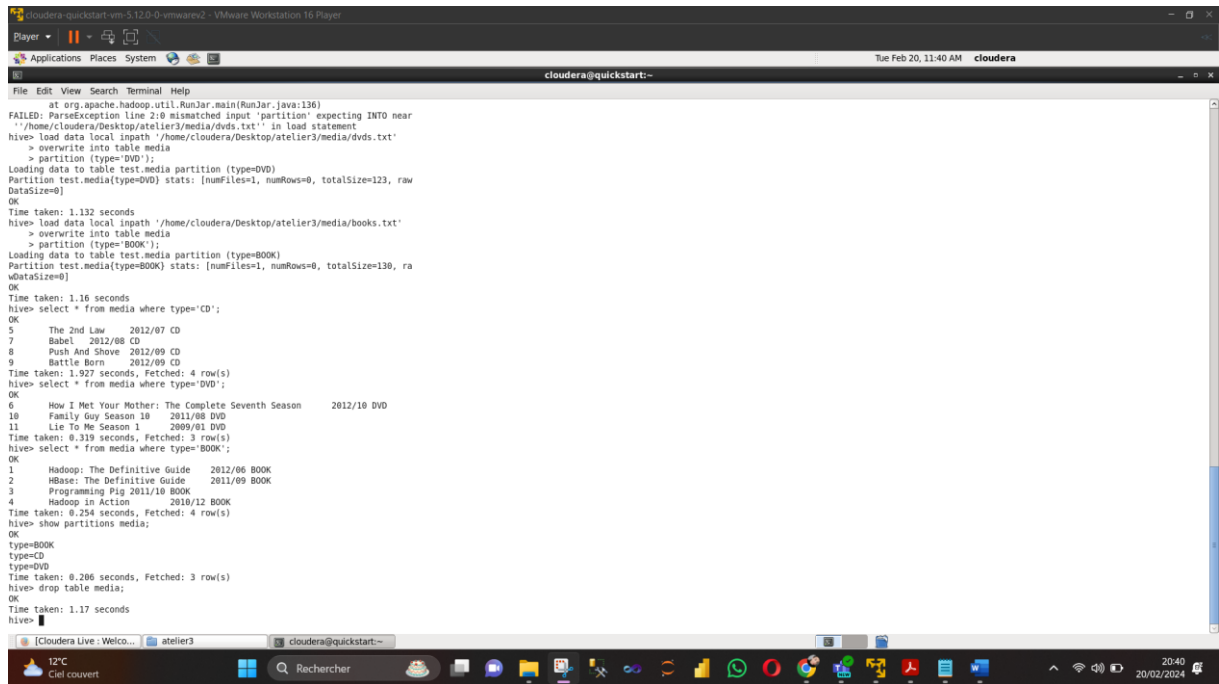 cloudera-quickstart-vm-5.12.0-0-vmwarev2 - VMware Workstation 16 Player
Player
Applications Places System
Tue Feb 20, 11:40 AM cloudera
cloudera@quickstart:~
File Edit View Search Terminal Help
at org.apache.hadoop.util.RunJar.main(RunJar.java:136)
FAILED: ParseException line 2:0 mismatched input 'partition' expecting INTO near
''/home/cloudera/Desktop/atelier3/media/dvds.txt'' in load statement
hive> load data local inpath '/home/cloudera/Desktop/atelier3/media/dvds.txt'
> overwrite into table media
> partition (type='DVD');
Loading data to table test.media partition (type=DVD)
Partition test.media{type=DVD} stats: [numFiles=1, numRows=0, totalSize=123, raw
DataSize=0]
OK
Time taken: 1.132 seconds
hive> load data local inpath '/home/cloudera/Desktop/atelier3/media/books.txt'
> overwrite into table media
> partition (type='BOOK');
Loading data to table test.media partition (type=BOOK)
Partition test.media{type=BOOK} stats: [numFiles=1, numRows=0, totalSize=130, ra
wDataSize=0]
OK
Time taken: 1.16 seconds
hive> select * from media where type='CD';
OK
5 The 2nd Law 2012/07 CD
7 Babel 2012/08 CD
8 Push And Shove 2012/09 CD
9 Battle Born 2012/09 CD
Time taken: 1.927 seconds, Fetched: 4 row(s)
hive> select * from media where type='DVD';
OK
6 How I Met Your Mother: The Complete Seventh Season 2012/10 DVD
10 Family Guy Season 10 2011/08 DVD
11 Lie To Me Season 1 2009/01 DVD
Time taken: 0.319 seconds, Fetched: 3 row(s)
hive> select * from media where type='BOOK';
OK
1 Hadoop: The Definitive Guide 2012/06 BOOK
2 HBase: The Definitive Guide 2011/09 BOOK
3 Programming Pig 2011/10 BOOK
4 Hadoop in Action 2010/12 BOOK
Time taken: 0.254 seconds, Fetched: 4 row(s)
hive> show partitions media;
OK
type=BOOK
type=CD
type=DVD
Time taken: 0.206 seconds, Fetched: 3 row(s)
hive> drop table media;
OK
Time taken: 1.17 seconds
hive>
[Cloudera Live : Welco... atelier3 cloudera@quickstart:~
12°C
Ciel couvert
Rechercher
20:40
20/02/2024